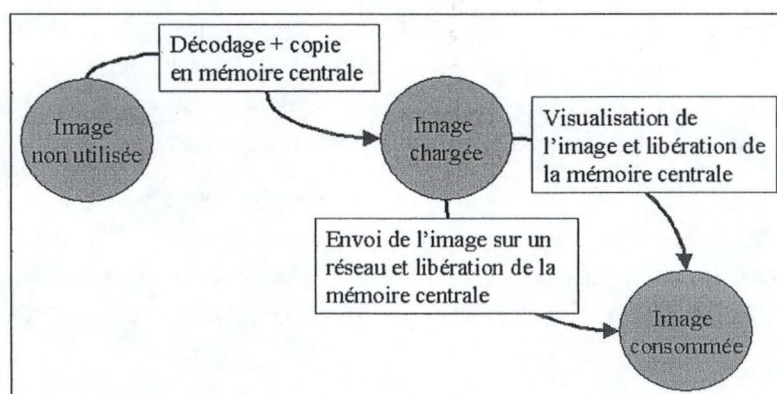 Décodage + copie
en mémoire centrale
Image
non utilisée
Image
chargée
Visualisation de
l'image et libération de
la mémoire centrale
Envoi de l'image sur un
réseau et libération de la
mémoire centrale
Image
consommée